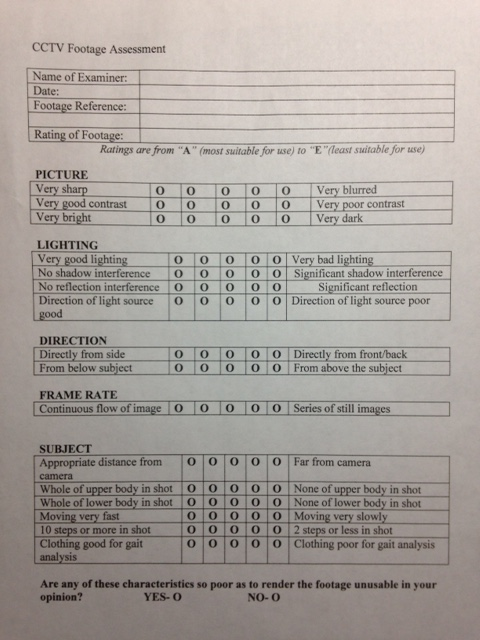 CCTV Footage Assessment
Name of Examiner:
Date:
Footage Reference:
Rating of Footage:
Ratings are from "A" (most suitable for use) to "E" (least suitable for use)
PICTURE
Very sharp O O O O O Very blurred
Very good contrast O O O O O Very poor contrast
Very bright O O O O O Very dark
LIGHTING
Very good lighting O O O O O Very bad lighting
No shadow interference O O O O O Significant shadow interference
No reflection interference O O O O O Significant reflection
Direction of light source O O O O O Direction of light source poor
good
DIRECTION
Directly from side O O O O O Directly from front/back
From below subject O O O O O From above the subject
FRAME RATE
Continuous flow of image O O O O O Series of still images
SUBJECT
Appropriate distance from O O O O O Far from camera
camera
Whole of upper body in shot O O O O O None of upper body in shot
Whole of lower body in shot O O O O O None of lower body in shot
Moving very fast O O O O O Moving very slowly
10 steps or more in shot O O O O O 2 steps or less in shot
Clothing good for gait O O O O O Clothing poor for gait analysis
analysis
Are any of these characteristics so poor as to render the footage unusable in your
opinion? YES- O NO- O